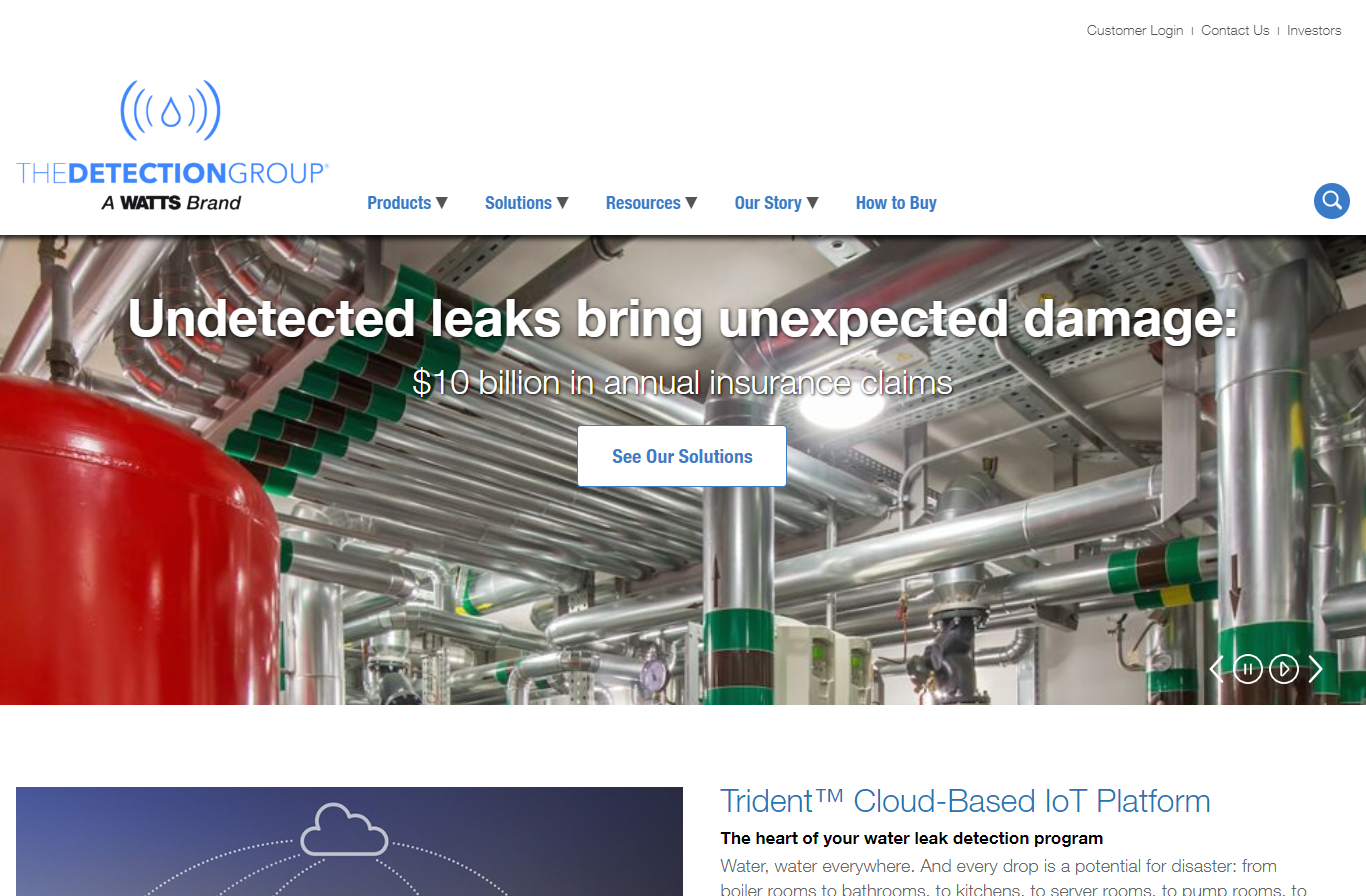 Customer Login | Contact Us | Investors
THEDETECTIONGROUP®
A WATTS Brand
Products ▼ Solutions ▼ Resources ▼ Our Story ▼ How to Buy
Undetected leaks bring unexpected damage:
$10 billion in annual insurance claims
See Our Solutions
Trident™ Cloud-Based IoT Platform
The heart of your water leak detection program
Water, water everywhere. And every drop is a potential for disaster: from
boiler rooms to bathrooms, to kitchens, to server rooms, to pump rooms, to